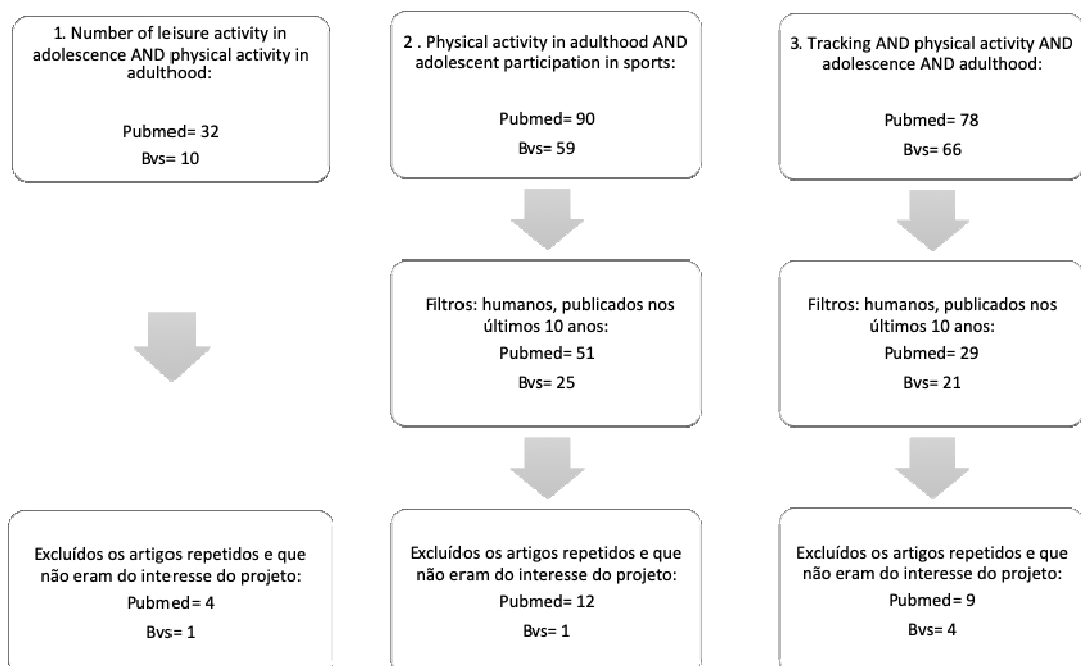 1. Number of leisure activity in
adolescence AND physical activity in
adulthood:
Pubmed= 32
Bvs= 10
2 . Physical activity in adulthood AND
adolescent participation in sports:
Pubmed= 90
Bvs= 59
3. Tracking AND physical activity AND
adolescence AND adulthood:
Pubmed= 78
Bvs= 66
Filtros: humanos, publicados nos
últimos 10 anos:
Pubmed= 51
Bvs= 25
Filtros: humanos, publicados nos
últimos 10 anos:
Pubmed= 29
Bvs= 21
Excluídos os artigos repetidos e que
não eram do interesse do projeto:
Pubmed= 4
Bvs= 1
Excluídos os artigos repetidos e que
não eram do interesse do projeto:
Pubmed= 12
Bvs= 1
Excluídos os artigos repetidos e que
não eram do interesse do projeto:
Pubmed= 9
Bvs= 4